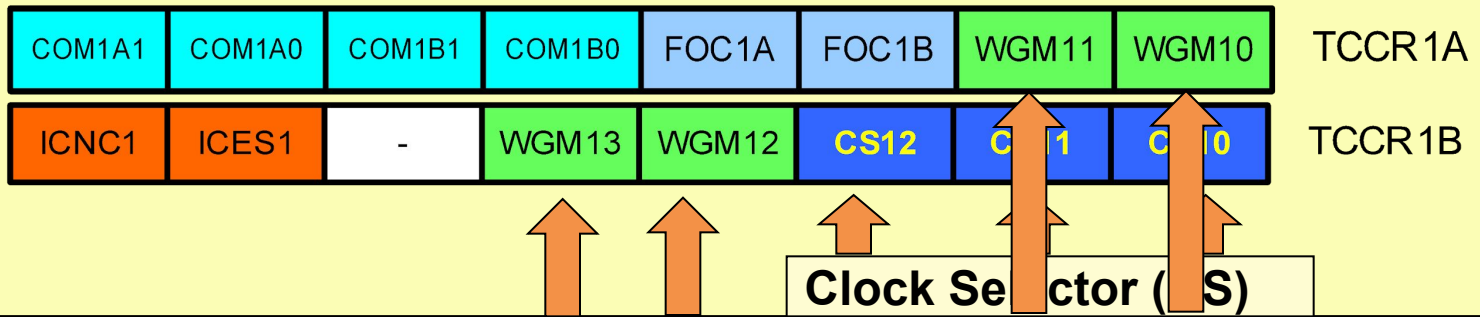 COM1A1 COM1A0 COM1B1 COM1B0 FOC1A FOC1B WGM11 WGM10 TCCR1A
ICNC1 ICES1 - WGM13 WGM12 CS12 TCCR1B
Clock